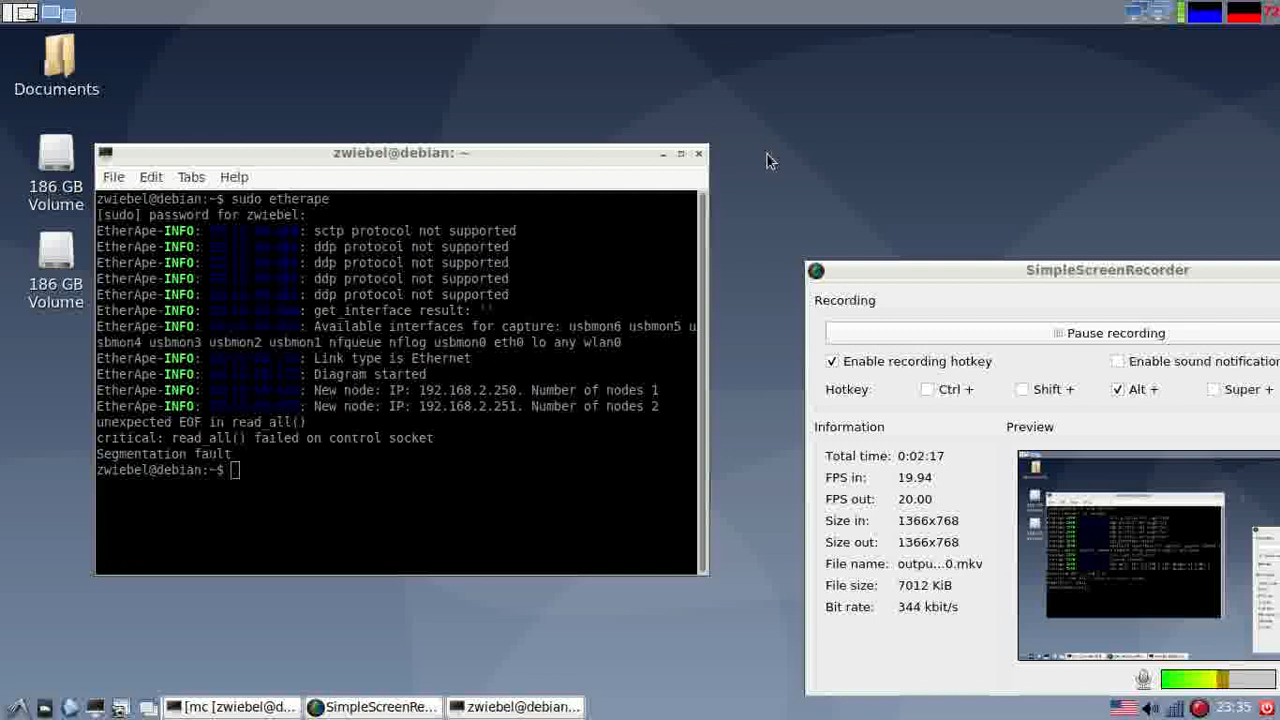 Documents
186 GB
Volume
186 GB
Volume
zwiebel@debian: ~
File Edit Tabs Help
zwiebel@debian:~$ sudo etherape
[sudo] password for zwiebel:
EtherApe-INFO: : sctp protocol not supported
EtherApe-INFO: : ddp protocol not supported
EtherApe-INFO: : ddp protocol not supported
EtherApe-INFO: : ddp protocol not supported
EtherApe-INFO: : ddp protocol not supported
EtherApe-INFO: : get_interface result: ''
EtherApe-INFO: : Available interfaces for capture: usbmon6 usbmon5 u
sbmon4 usbmon3 usbmon2 usbmon1 nfqueue nflog usbmon0 eth0 lo any wlan0
EtherApe-INFO: : Link type is Ethernet
EtherApe-INFO: : Diagram started
EtherApe-INFO: : New node: IP: 192.168.2.250. Number of nodes 1
EtherApe-INFO: : New node: IP: 192.168.2.251. Number of nodes 2
unexpected EOF in read_all()
critical: read_all() failed on control socket
Segmentation fault
zwiebel@debian:~$
SimpleScreenRecorder
Recording
Pause recording
Enable recording hotkey Enable sound notification
Hotkey: Ctrl + Shift + Alt + Super +
Information Preview
Total time: 0:02:17
FPS in: 19.94
FPS out: 20.00
Size in: 1366x768
Size out: 1366x768
File name: outpu...0.mkv
File size: 7012 KiB
Bit rate: 344 kbit/s
[mc [zwiebel@d... SimpleScreenRe... zwiebel@debian... 23:35